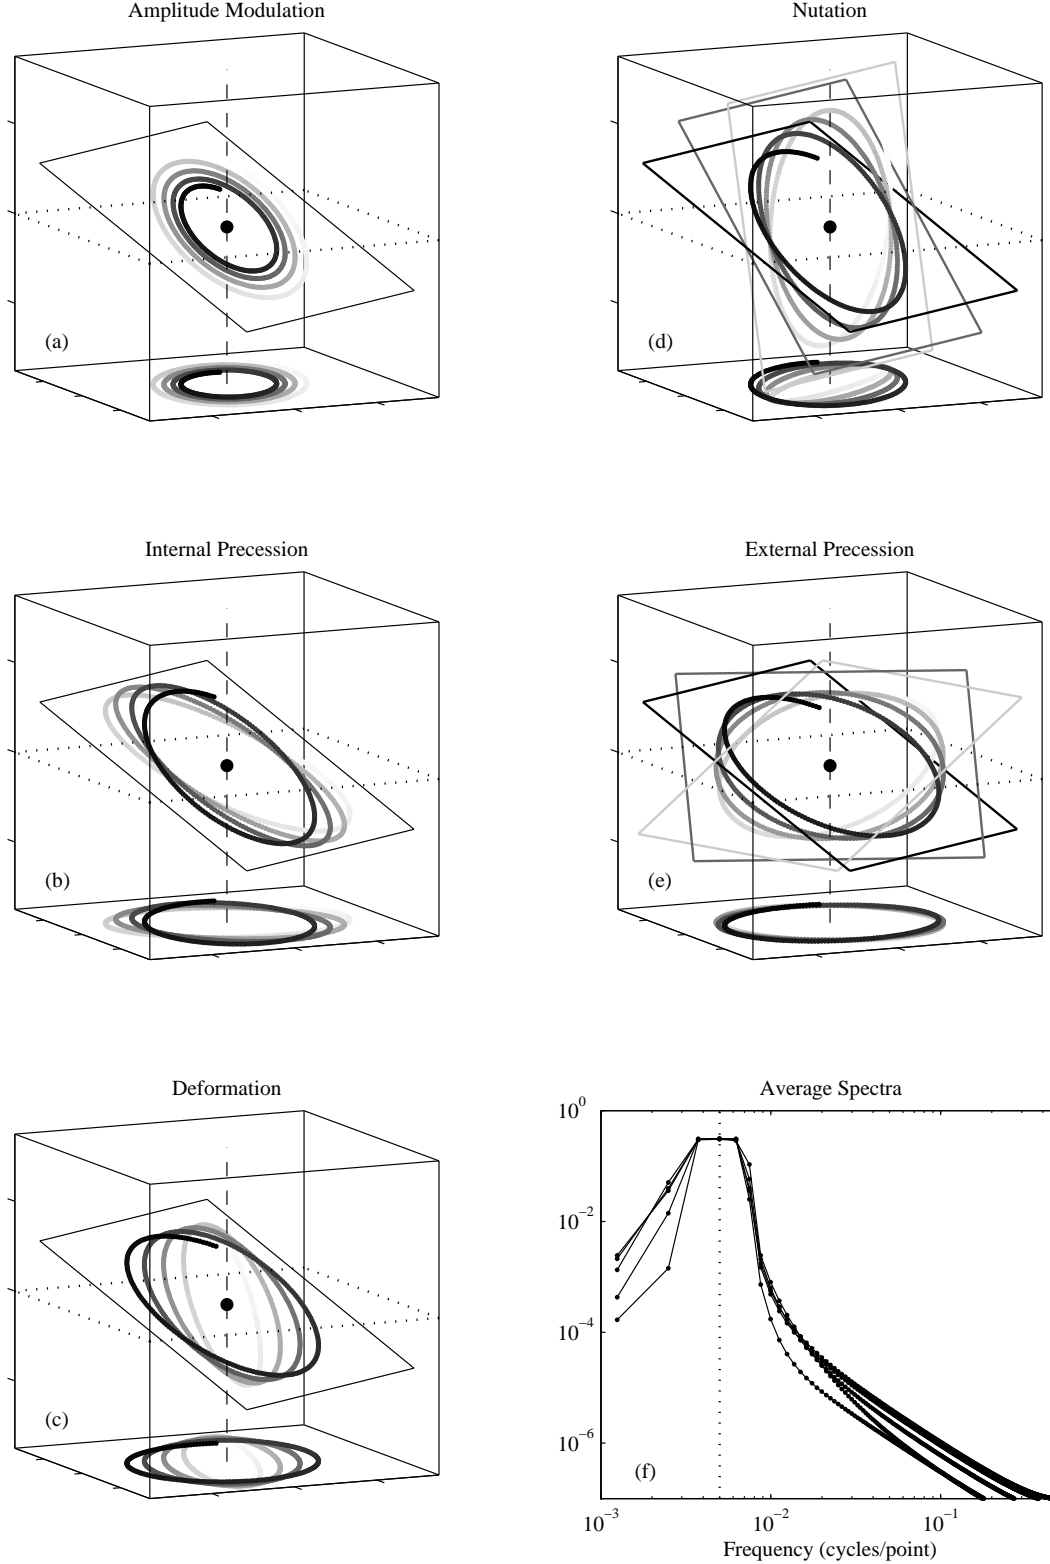 Amplitude Modulation
Nutation
(a)
(d)
Internal Precession
External Precession
(b)
(e)
Deformation
Average Spectra
(c)
10^0
10^−2
10^−4
10^−6
(f)
10^−3
10^−2
10^−1
Frequency (cycles/point)